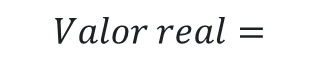 Valor real =